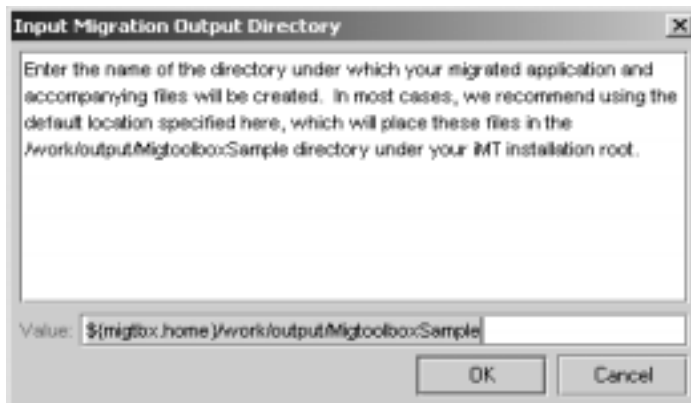 Input Migration Output Directory
Enter the name of the directory under which your migrated application and
accompanying files will be created. In most cases, we recommend using the
default location specified here, which will place these files in the
/work/output/MigtoolboxSample directory under your iMT installation root.
Value: ${migtbx.home}/work/output/MigtoolboxSample
OK
Cancel